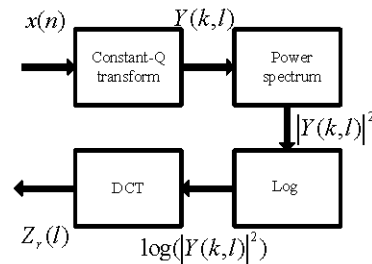 x(n)
Y(k,l)
Constant-Q
transform
Power
spectrum
|Y(k,l)|²
DCT
Log
Z_r(l)
log(|Y(k,l)|²)